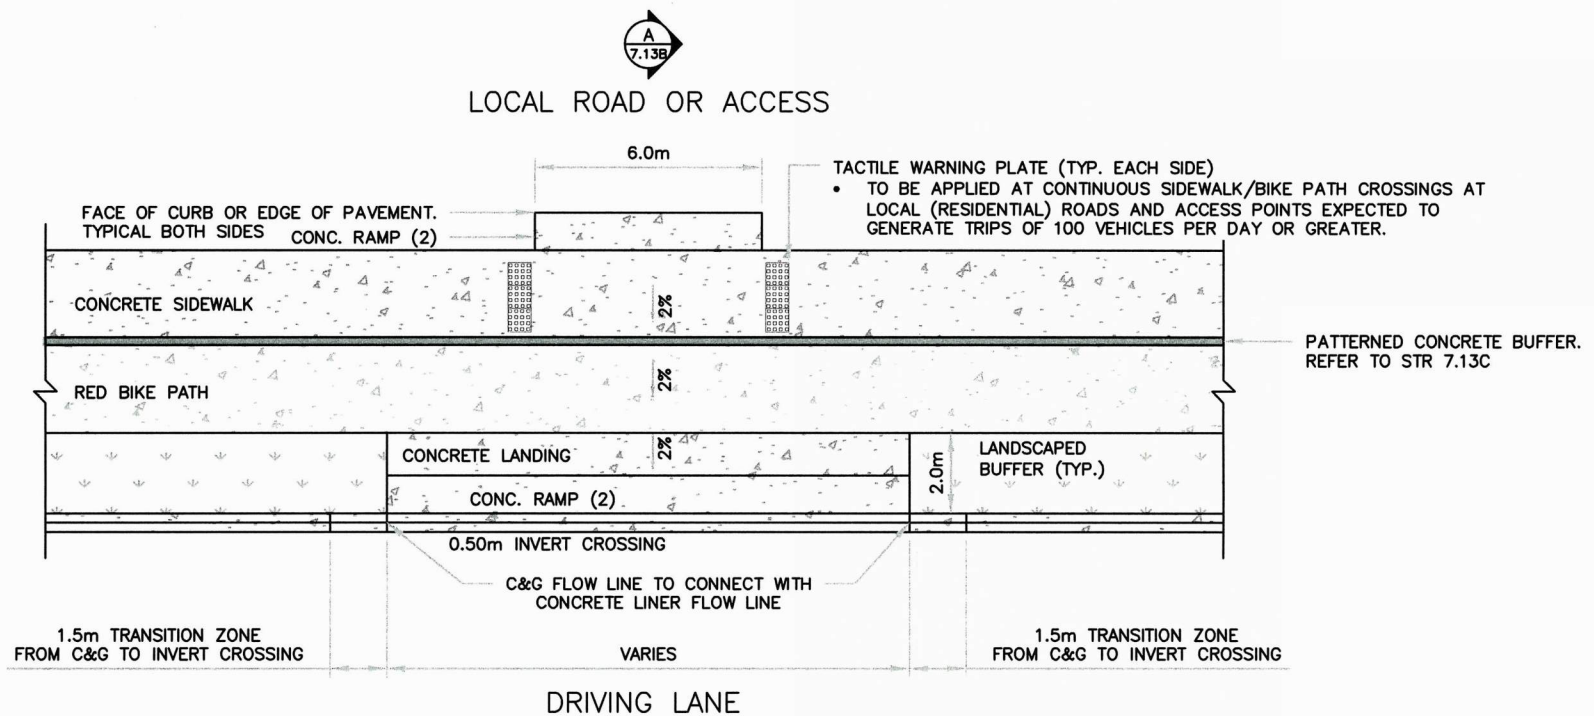 A
7.13B
LOCAL ROAD OR ACCESS
6.0m
TACTILE WARNING PLATE (TYP. EACH SIDE)
• TO BE APPLIED AT CONTINUOUS SIDEWALK/BIKE PATH CROSSINGS AT
LOCAL (RESIDENTIAL) ROADS AND ACCESS POINTS EXPECTED TO
GENERATE TRIPS OF 100 VEHICLES PER DAY OR GREATER.
FACE OF CURB OR EDGE OF PAVEMENT.
TYPICAL BOTH SIDES
CONC. RAMP (2)
CONCRETE SIDEWALK
2%
PATTERNED CONCRETE BUFFER.
REFER TO STR 7.13C
RED BIKE PATH
2%
CONCRETE LANDING
2%
LANDSCAPED
BUFFER (TYP.)
2.0m
CONC. RAMP (2)
0.50m INVERT CROSSING
C&G FLOW LINE TO CONNECT WITH
CONCRETE LINER FLOW LINE
1.5m TRANSITION ZONE
FROM C&G TO INVERT CROSSING
VARIES
1.5m TRANSITION ZONE
FROM C&G TO INVERT CROSSING
DRIVING LANE